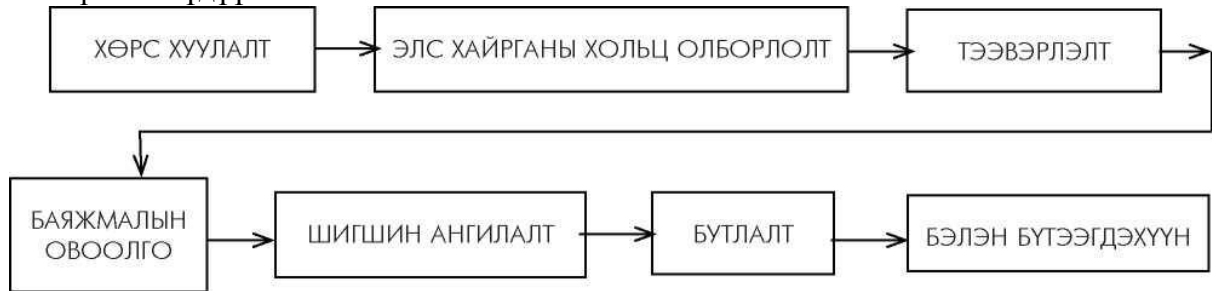 ХӨРС ХУУЛАЛТ
ЭЛС ХАЙРГАНЫ ХОЛЬЦ ОЛБОРЛОЛТ
ТЭЭВЭРЛЭЛТ
БАЯЖМАЛЫН
ОВООЛГО
ШИГШИН АНГИЛАЛТ
БУТЛАЛТ
БЭЛЭН БҮТЭЭГДЭХҮҮН